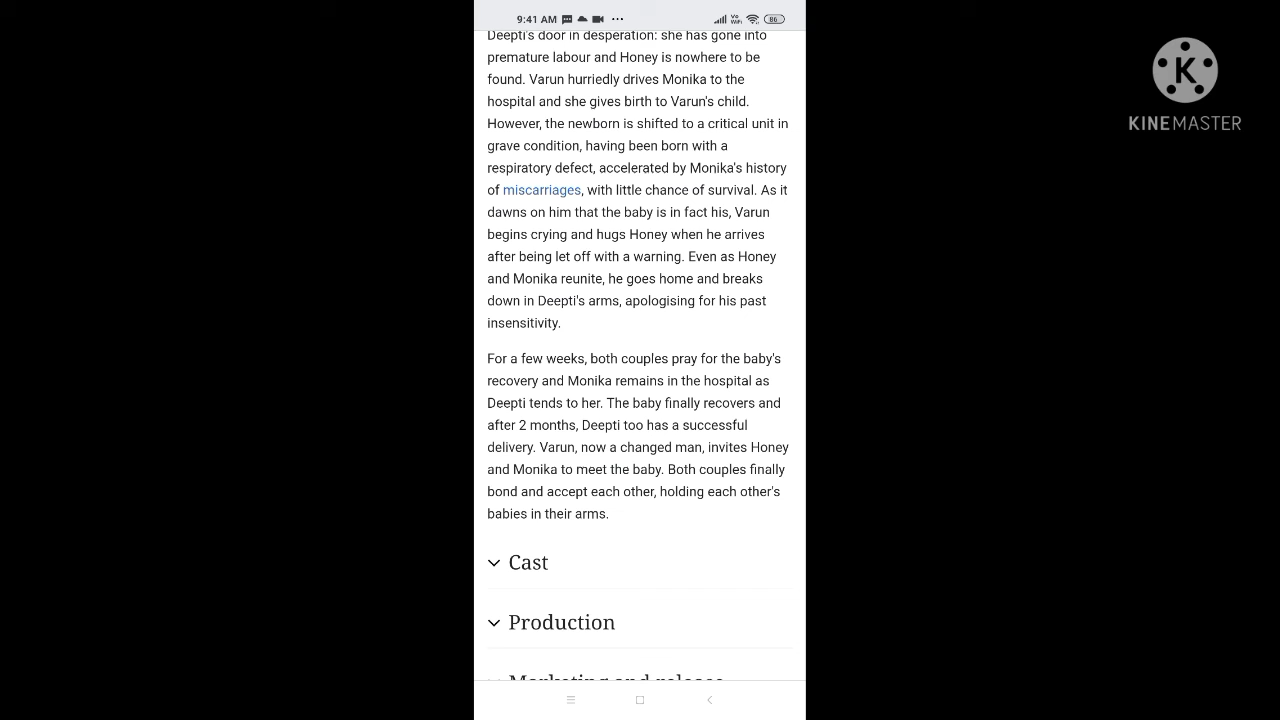 9:41 AM
Vo
WiFi
86
Deepti's door in desperation: she has gone into
premature labour and Honey is nowhere to be
found. Varun hurriedly drives Monika to the
hospital and she gives birth to Varun's child.
However, the newborn is shifted to a critical unit in
grave condition, having been born with a
respiratory defect, accelerated by Monika's history
of miscarriages, with little chance of survival. As it
dawns on him that the baby is in fact his, Varun
begins crying and hugs Honey when he arrives
after being let off with a warning. Even as Honey
and Monika reunite, he goes home and breaks
down in Deepti's arms, apologising for his past
insensitivity.
For a few weeks, both couples pray for the baby's
recovery and Monika remains in the hospital as
Deepti tends to her. The baby finally recovers and
after 2 months, Deepti too has a successful
delivery. Varun, now a changed man, invites Honey
and Monika to meet the baby. Both couples finally
bond and accept each other, holding each other's
babies in their arms.
Cast
Production
Marketing and release
K
KINEMASTER